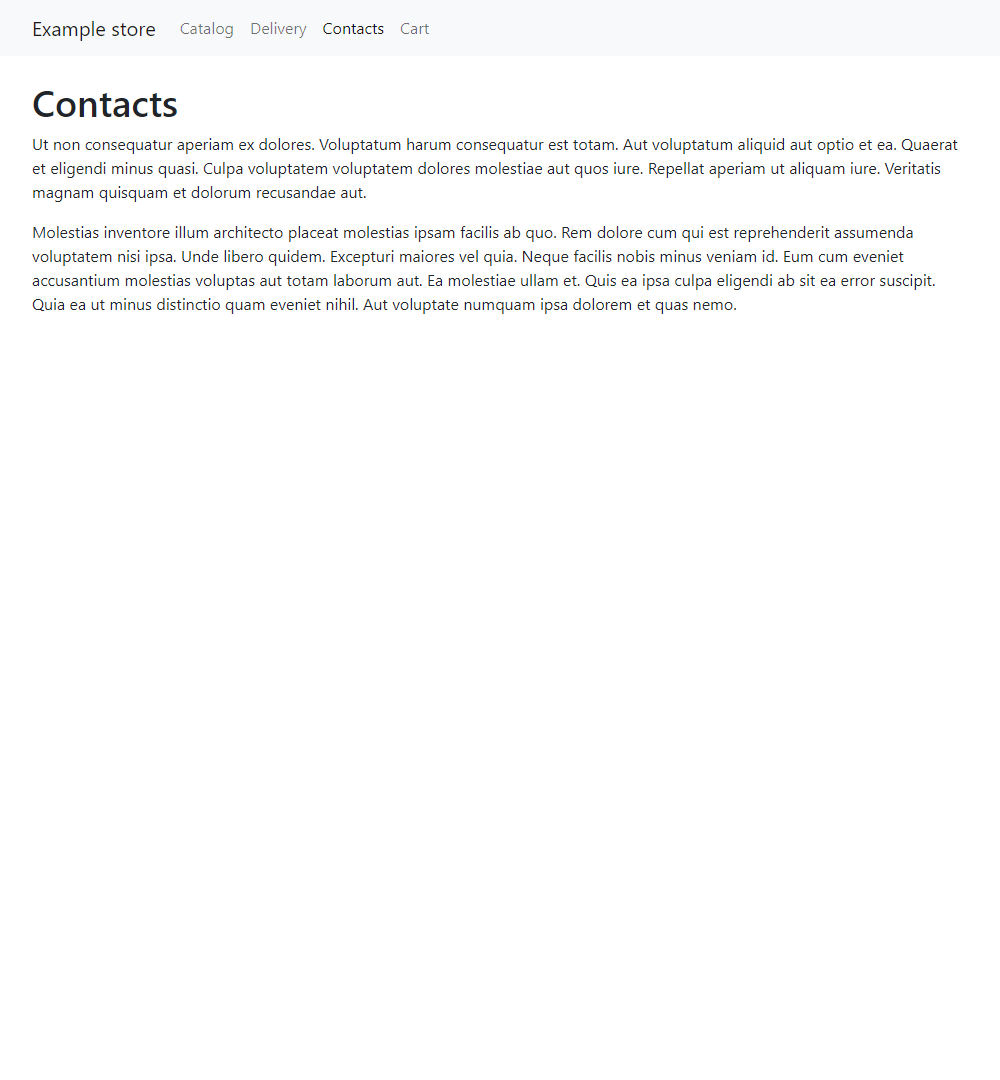 Example store Catalog Delivery Contacts Cart
Contacts
Ut non consequatur aperiam ex dolores. Voluptatum harum consequatur est totam. Aut voluptatum aliquid aut optio et ea. Quaerat
et eligendi minus quasi. Culpa voluptatem voluptatem dolores molestiae aut quos iure. Repellat aperiam ut aliquam iure. Veritatis
magnam quisquam et dolorum recusandae aut.
Molestias inventore illum architecto placeat molestias ipsam facilis ab quo. Rem dolore cum qui est reprehenderit assumenda
voluptatem nisi ipsa. Unde libero quidem. Excepturi maiores vel quia. Neque facilis nobis minus veniam id. Eum cum eveniet
accusantium molestias voluptas aut totam laborum aut. Ea molestiae ullam et. Quis ea ipsa culpa eligendi ab sit ea error suscipit.
Quia ea ut minus distinctio quam eveniet nihil. Aut voluptate numquam ipsa dolorem et quas nemo.